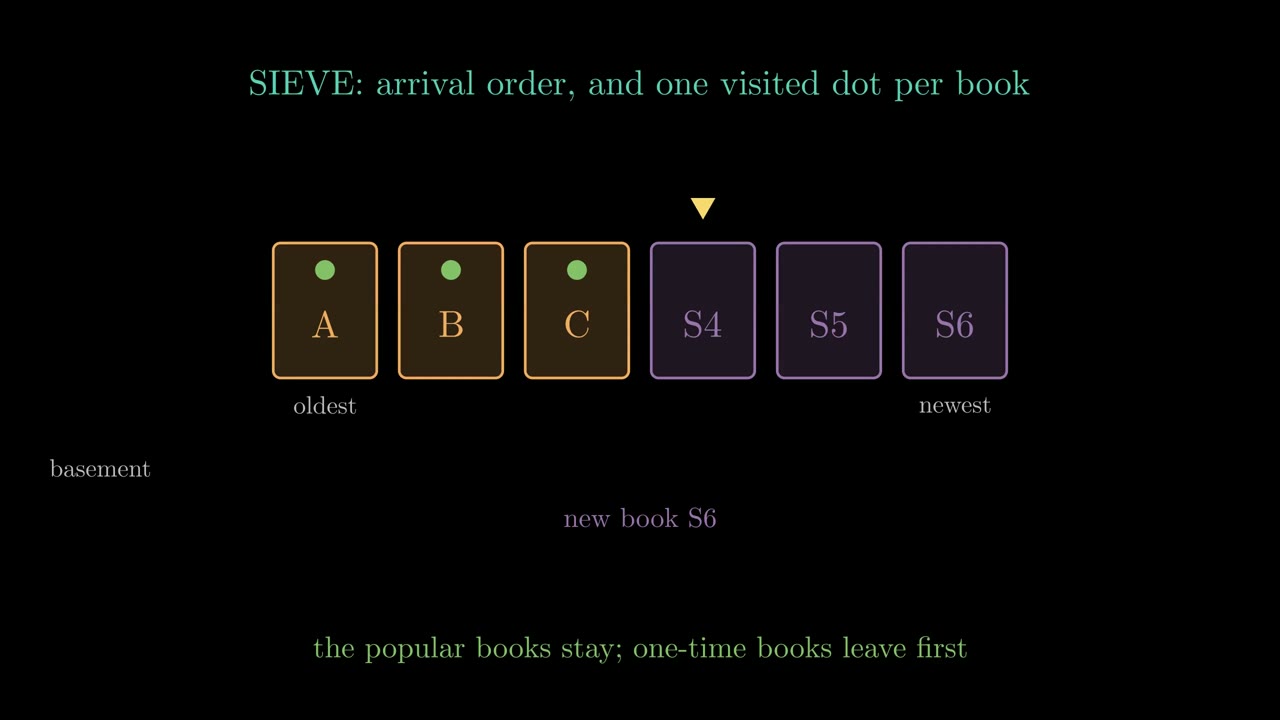 SIEVE: arrival order, and one visited dot per book
A B C S4 S5 S6
oldest newest
basement
new book S6
the popular books stay; one-time books leave first